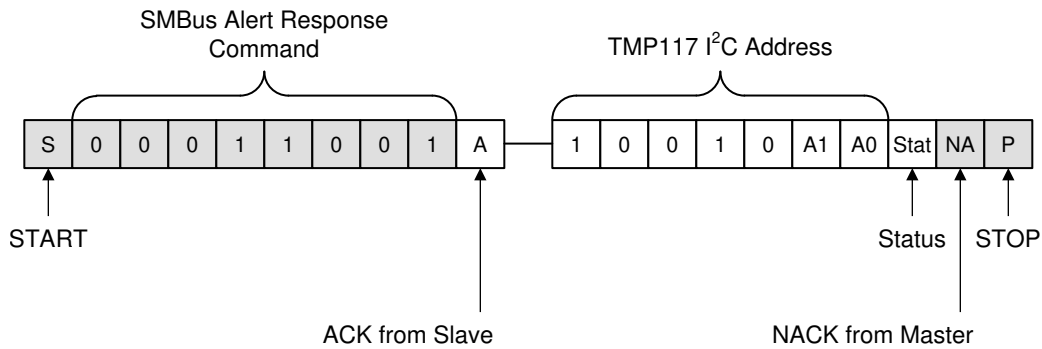 SMBus Alert Response
Command
TMP117 I²C Address
S 0 0 0 1 1 0 0 1 A 1 0 0 1 0 A1 A0 Stat NA P
START
Status
STOP
ACK from Slave
NACK from Master